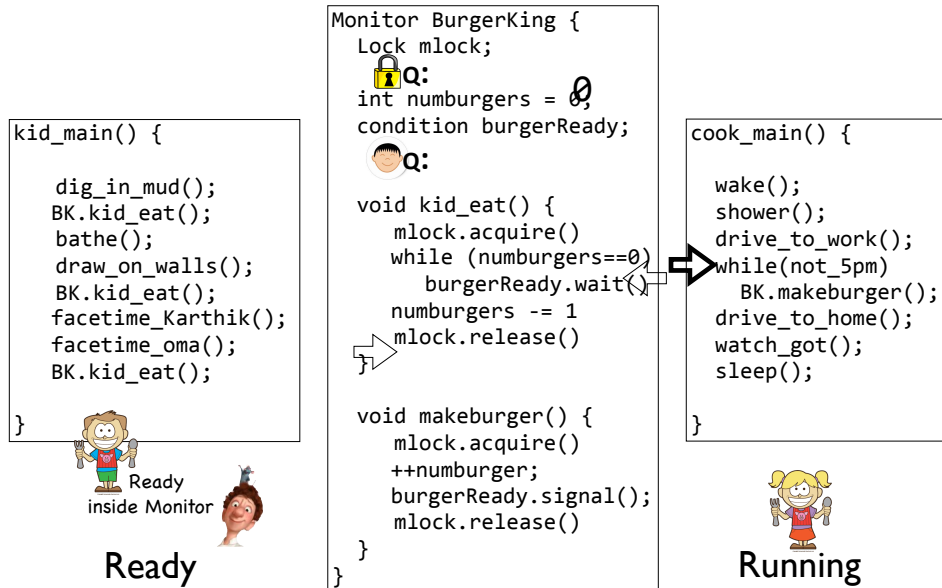 kid_main() {
dig_in_mud();
BK.kid_eat();
bathe();
draw_on_walls();
BK.kid_eat();
facetime_Karthik();
facetime_oma();
BK.kid_eat();
}
Ready
inside Monitor
Ready
Monitor BurgerKing {
Lock mlock;
Q:
int numburgers = 0;
0
condition burgerReady;
Q:
void kid_eat() {
mlock.acquire()
while (numburgers==0)
burgerReady.wait()
numburgers -= 1
mlock.release()
}
void makeburger() {
mlock.acquire()
++numburger;
burgerReady.signal();
mlock.release()
}
}
cook_main() {
wake();
shower();
drive_to_work();
while(not_5pm)
BK.makeburger();
drive_to_home();
watch_got();
sleep();
}
Running